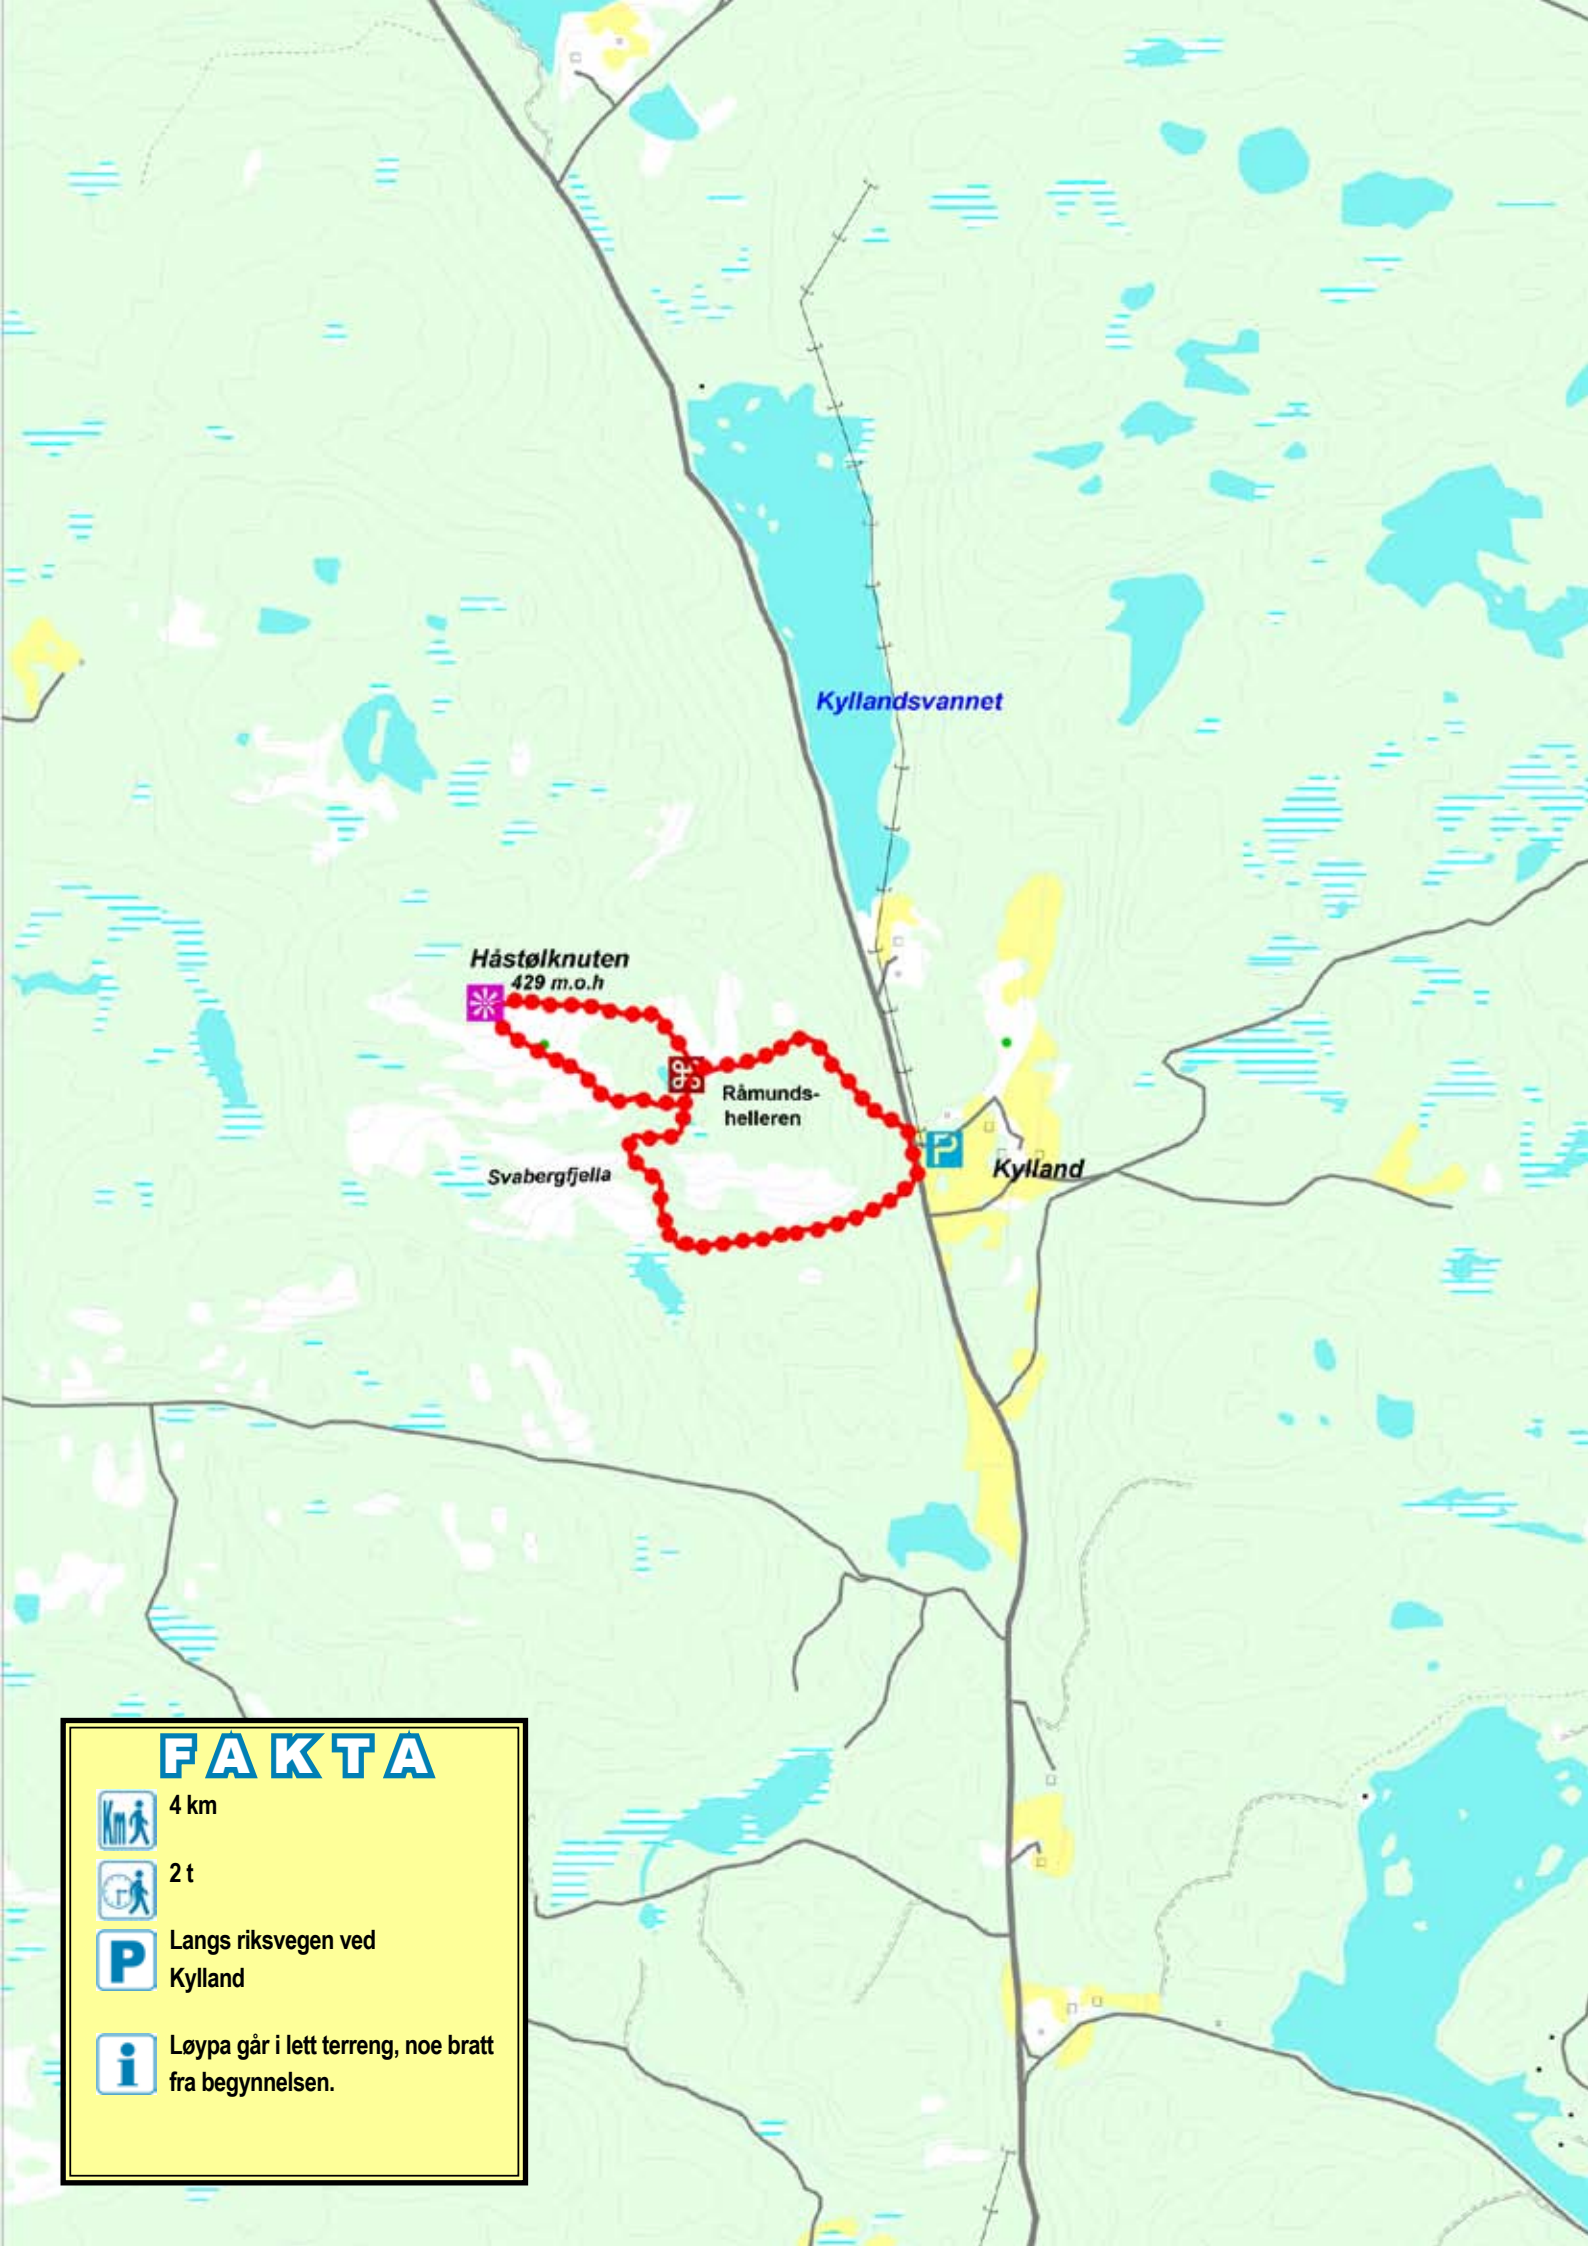 Kyllandsvannet
Håstølknuten
429 m.o.h
Råmunds-
helleren
P
Kylland
Svabergfjella
FAKTA
Km
4 km
2 t
P
Langs riksvegen ved
Kylland
i
Løypa går i lett terreng, noe bratt
fra begynnelsen.